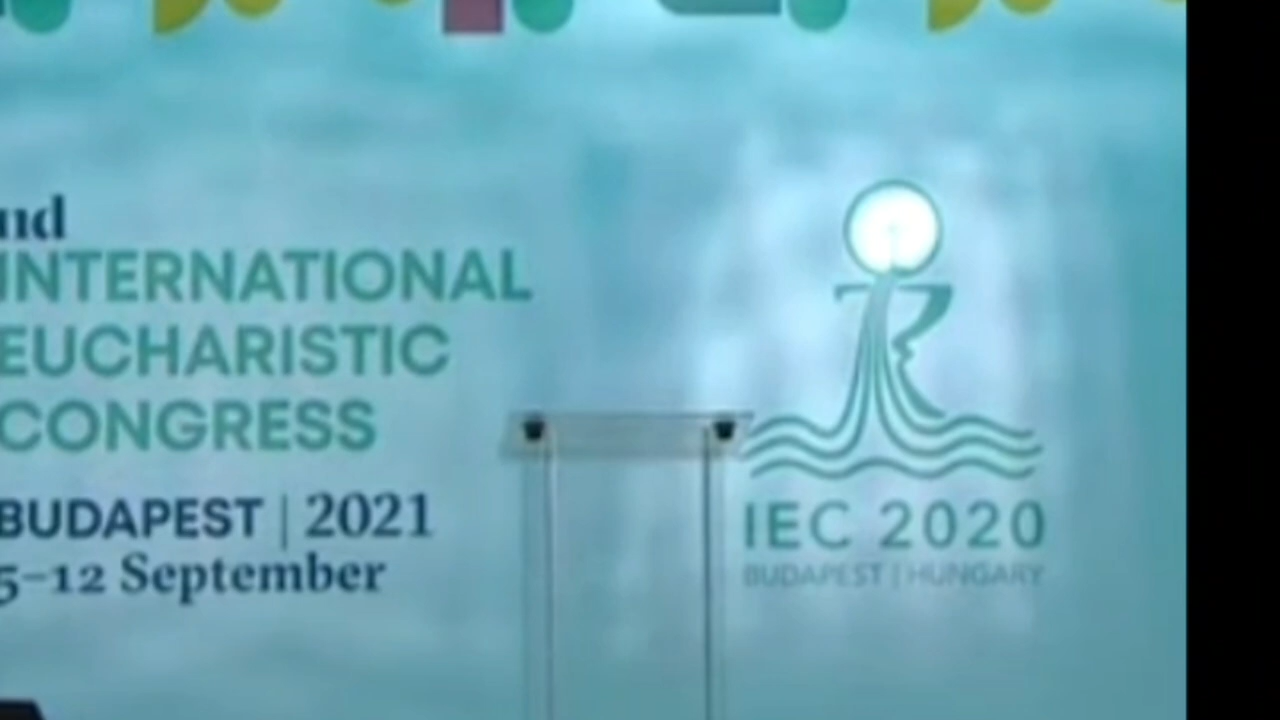 nd
INTERNATIONAL
EUCHARISTIC
CONGRESS
BUDAPEST | 2021
5–12 September
IEC 2020
BUDAPEST | HUNGARY